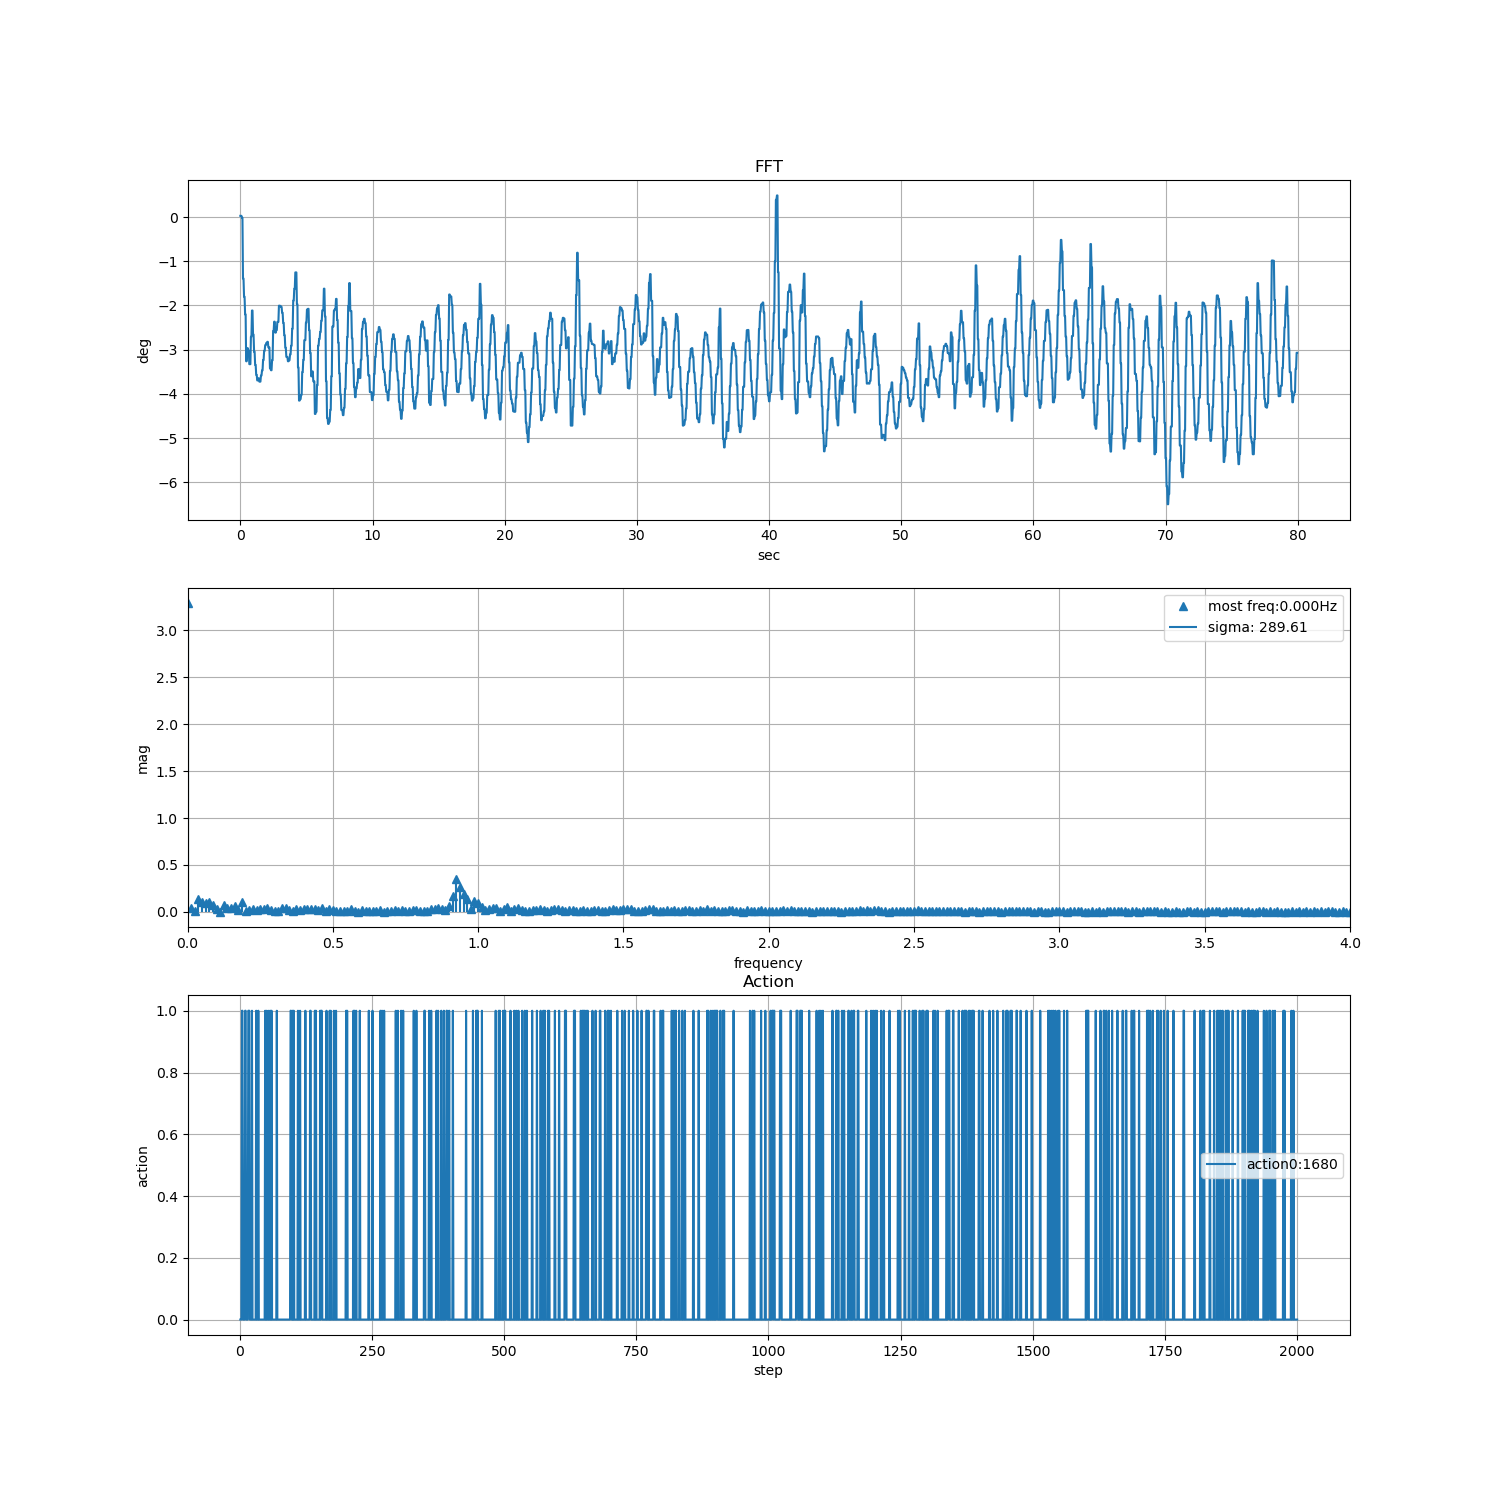 FFT
0
−1
−2
−3
−4
−5
−6
deg
0 10 20 30 40 50 60 70 80
sec
most freq:0.000Hz
sigma: 289.61
3.0
2.5
2.0
1.5
1.0
0.5
0.0
mag
0.0 0.5 1.0 1.5 2.0 2.5 3.0 3.5 4.0
frequency
Action
1.0
0.8
0.6
0.4
0.2
0.0
action
action0:1680
0 250 500 750 1000 1250 1500 1750 2000
step